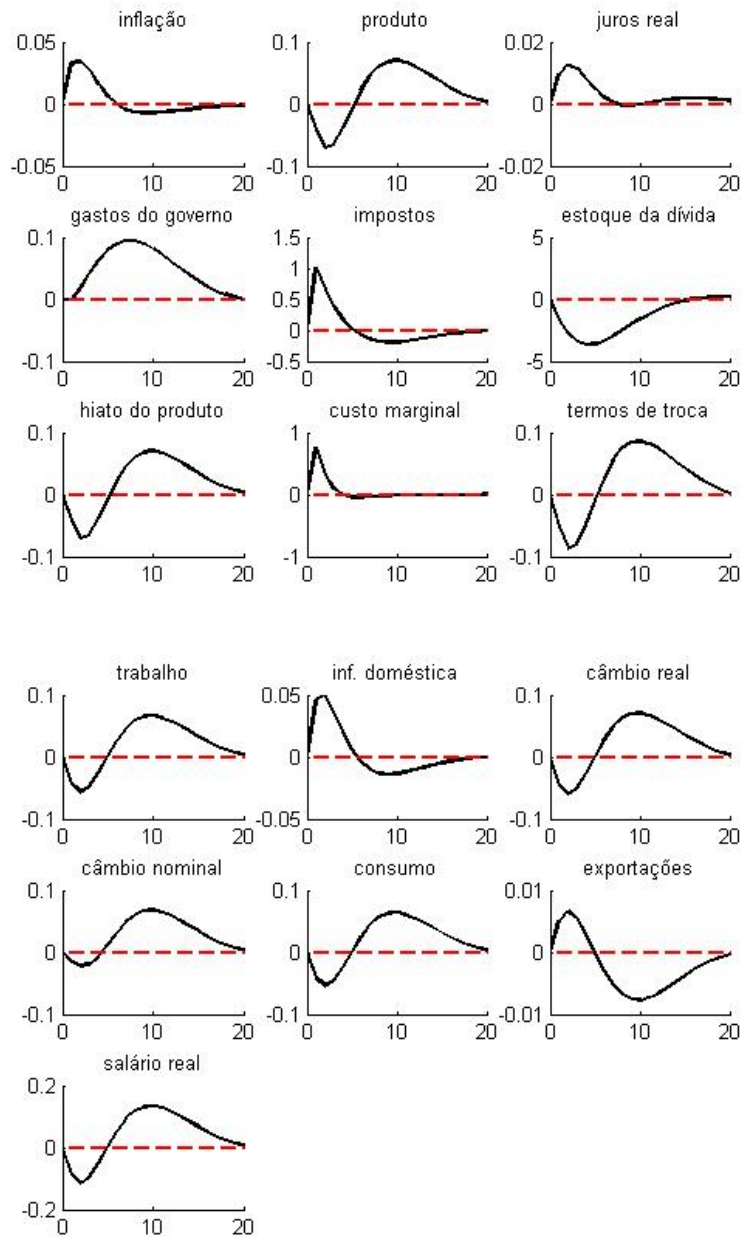 inflação produto juros real
0.05 0.1 0.02
0 0 0
-0.05 -0.1 -0.02
0 10 20 0 10 20 0 10 20
gastos do governo impostos estoque da dívida
0.1 1.5 5
1
0 0.5 0
0
-0.1 -0.5 -5
0 10 20 0 10 20 0 10 20
hiato do produto custo marginal termos de troca
0.1 1 0.1
0 0 0
-0.1 -1 -0.1
0 10 20 0 10 20 0 10 20
trabalho inf. doméstica câmbio real
0.1 0.05 0.1
0 0 0
-0.1 -0.05 -0.1
0 10 20 0 10 20 0 10 20
câmbio nominal consumo exportações
0.1 0.1 0.01
0 0 0
-0.1 -0.1 -0.01
0 10 20 0 10 20 0 10 20
salário real
0.2
0
-0.2
0 10 20